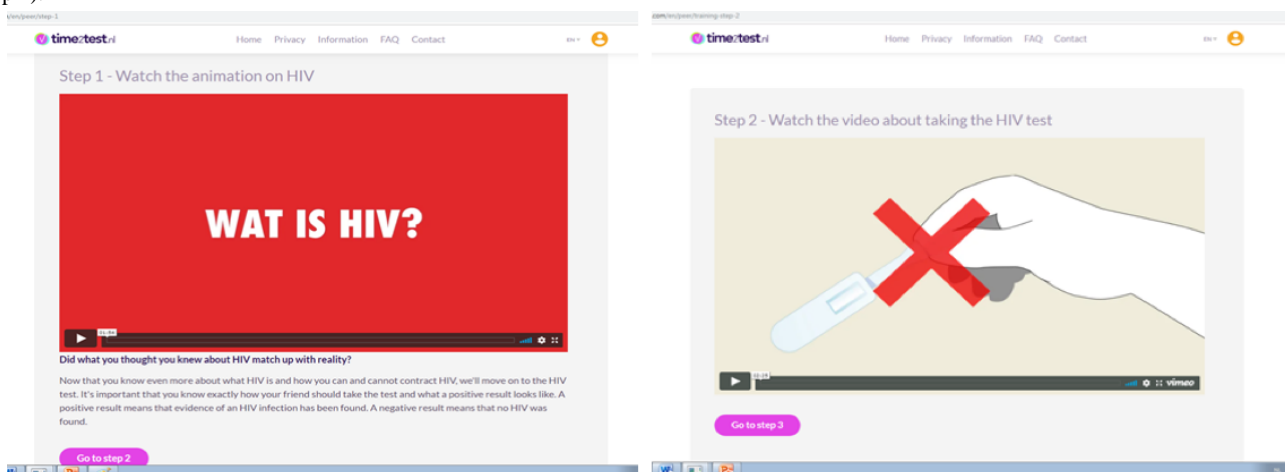 /en/peer/step-1
time2test.nl
Home Privacy Information FAQ Contact
EN
Step 1 - Watch the animation on HIV
WAT IS HIV?
Did what you thought you knew about HIV match up with reality?
Now that you know even more about what HIV is and how you can and cannot contract HIV, we'll move on to the HIV
test. It's important that you know exactly how your friend should take the test and what a positive result looks like. A
positive result means that evidence of an HIV infection has been found. A negative result means that no HIV was
found.
Go to step 2
.com/en/peer/training-step-2
time2test.nl
Home Privacy Information FAQ Contact
EN
Step 2 - Watch the video about taking the HIV test
vimeo
Go to step 3